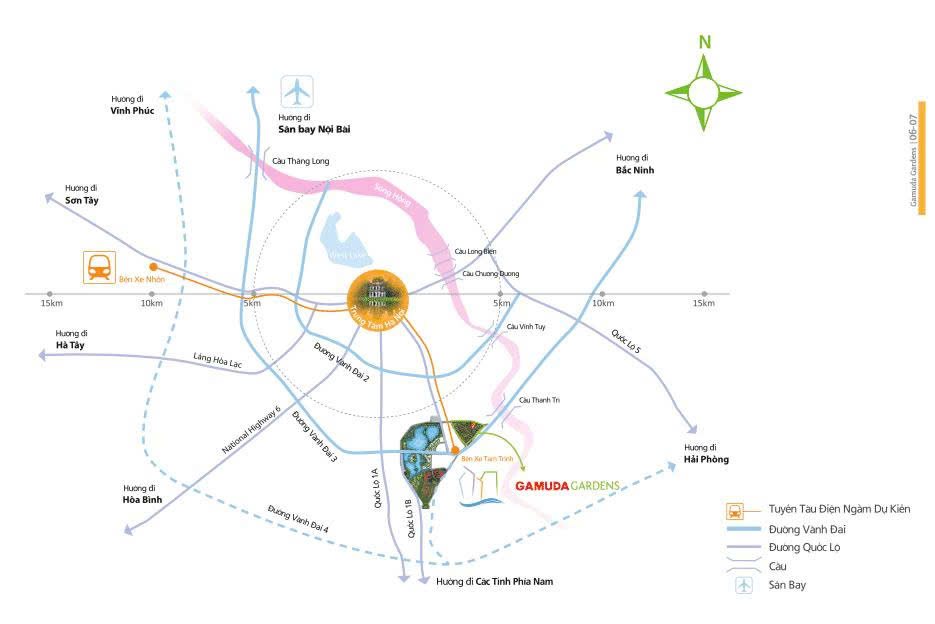 N
Hướng đi
Vĩnh Phúc
Hướng đi
Sân bay Nội Bài
Cầu Thăng Long
Hướng đi
Bắc Ninh
Gamuda Gardens | 06-07
Hướng đi
Sơn Tây
Sông Hồng
West Lake
Cầu Long Biên
Cầu Chương Dương
Bến Xe Nhổn
15km
10km
5km
5km
10km
15km
Trung Tâm Hà Nội
Cầu Vĩnh Tuy
Quốc Lộ 5
Hướng đi
Hà Tây
Láng Hòa Lạc
Đường Vành Đai 2
Cầu Thanh Trì
National Highway 6
Đường Vành Đai 3
Hướng đi
Hải Phòng
Bến Xe Tam Trinh
GAMUDA GARDENS
Quốc Lộ 1A
Quốc Lộ 1B
Hướng đi
Hòa Bình
Đường Vành Đai 4
Hướng đi Các Tỉnh Phía Nam
Tuyến Tàu Điện Ngầm Dự Kiến
Đường Vành Đai
Đường Quốc Lộ
Cầu
Sân Bay